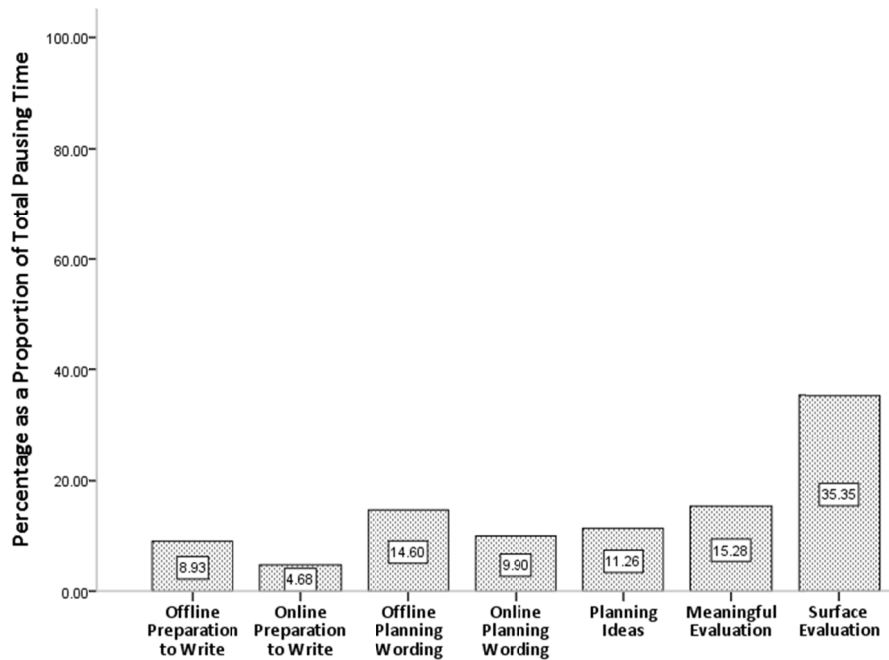 Percentage as a Proportion of Total Pausing Time
100.00
80.00
60.00
40.00
20.00
0.00
8.93
4.68
14.60
9.90
11.26
15.28
35.35
Offline
Preparation
to Write
Online
Preparation
to Write
Offline
Planning
Wording
Online
Planning
Wording
Planning
Ideas
Meaningful
Evaluation
Surface
Evaluation